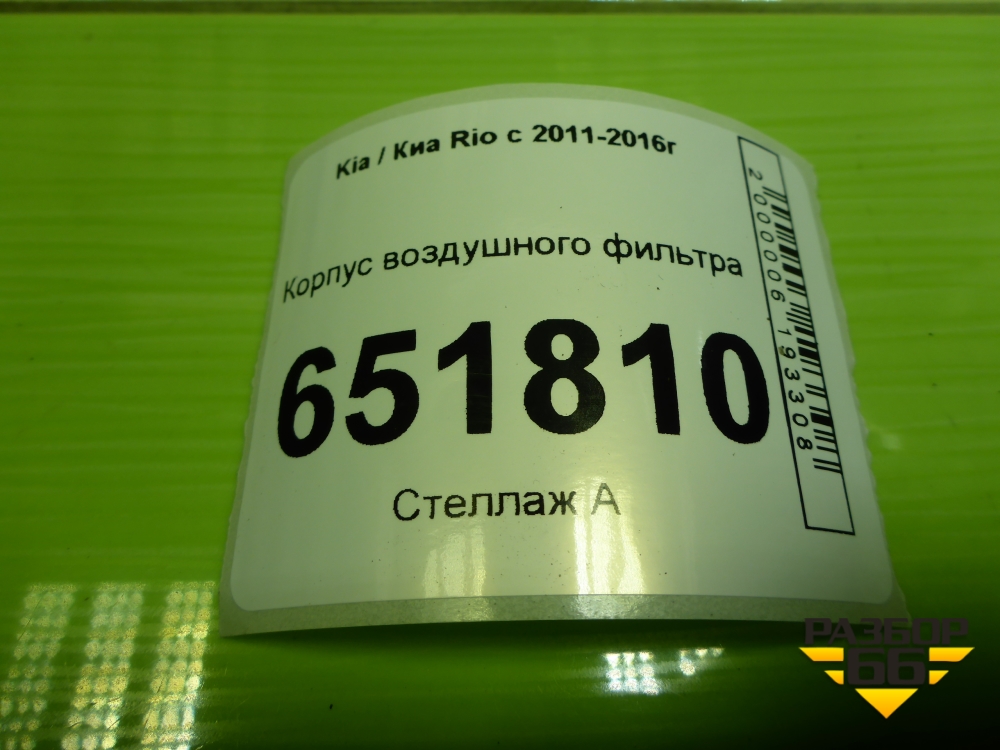 Kia / Киа Rio с 2011-2016г
Корпус воздушного фильтра
651810
Стеллаж А
2000006193308
РАЗБОР
66